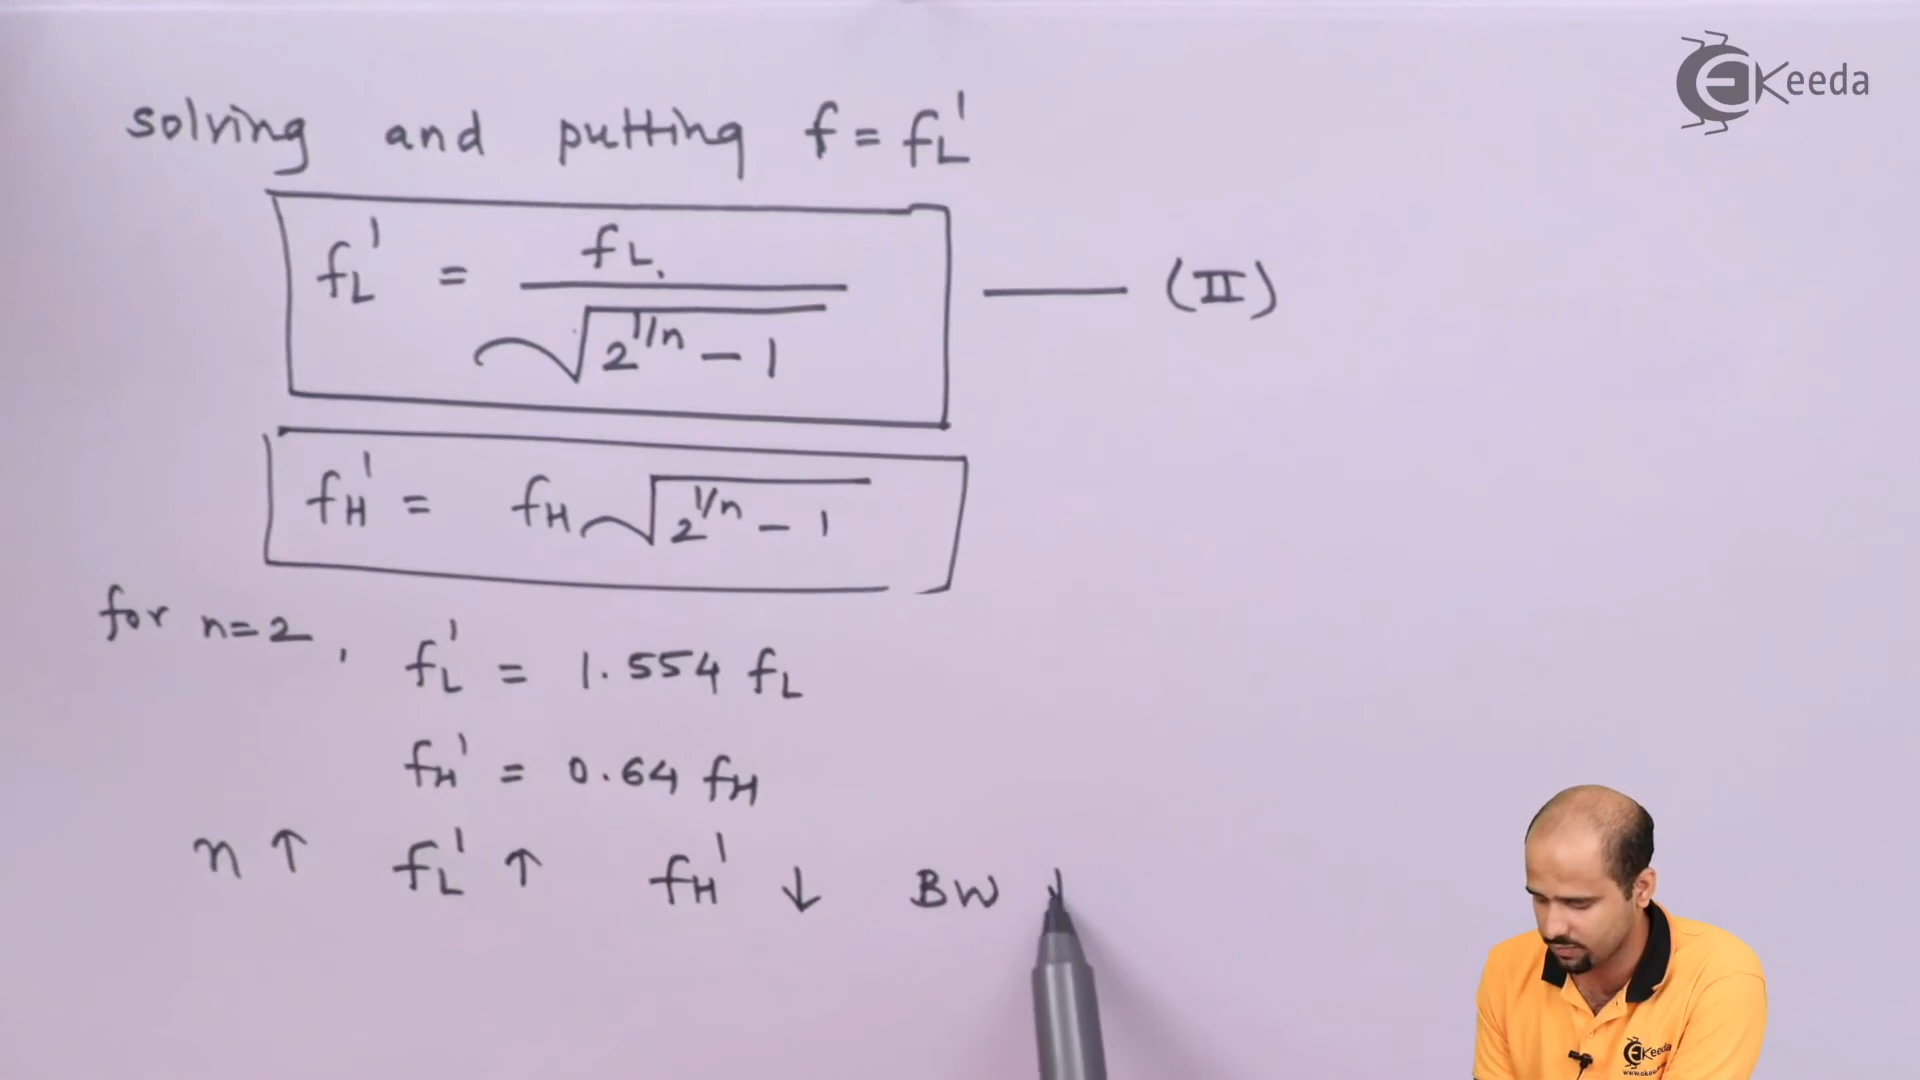 eKeeda
solving and putting f = fL'
fL' = fL / √(2^1/n - 1) —— (II)
fH' = fH √(2^1/n - 1)
for n=2, fL' = 1.554 fL
fH' = 0.64 fH
n ↑ fL' ↑ fH' ↓ BW ↓
eKeeda